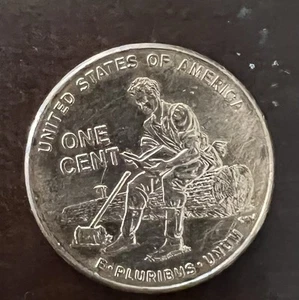 UNITED STATES OF AMERICA
ONE
CENT
E • PLURIBUS • UNUM